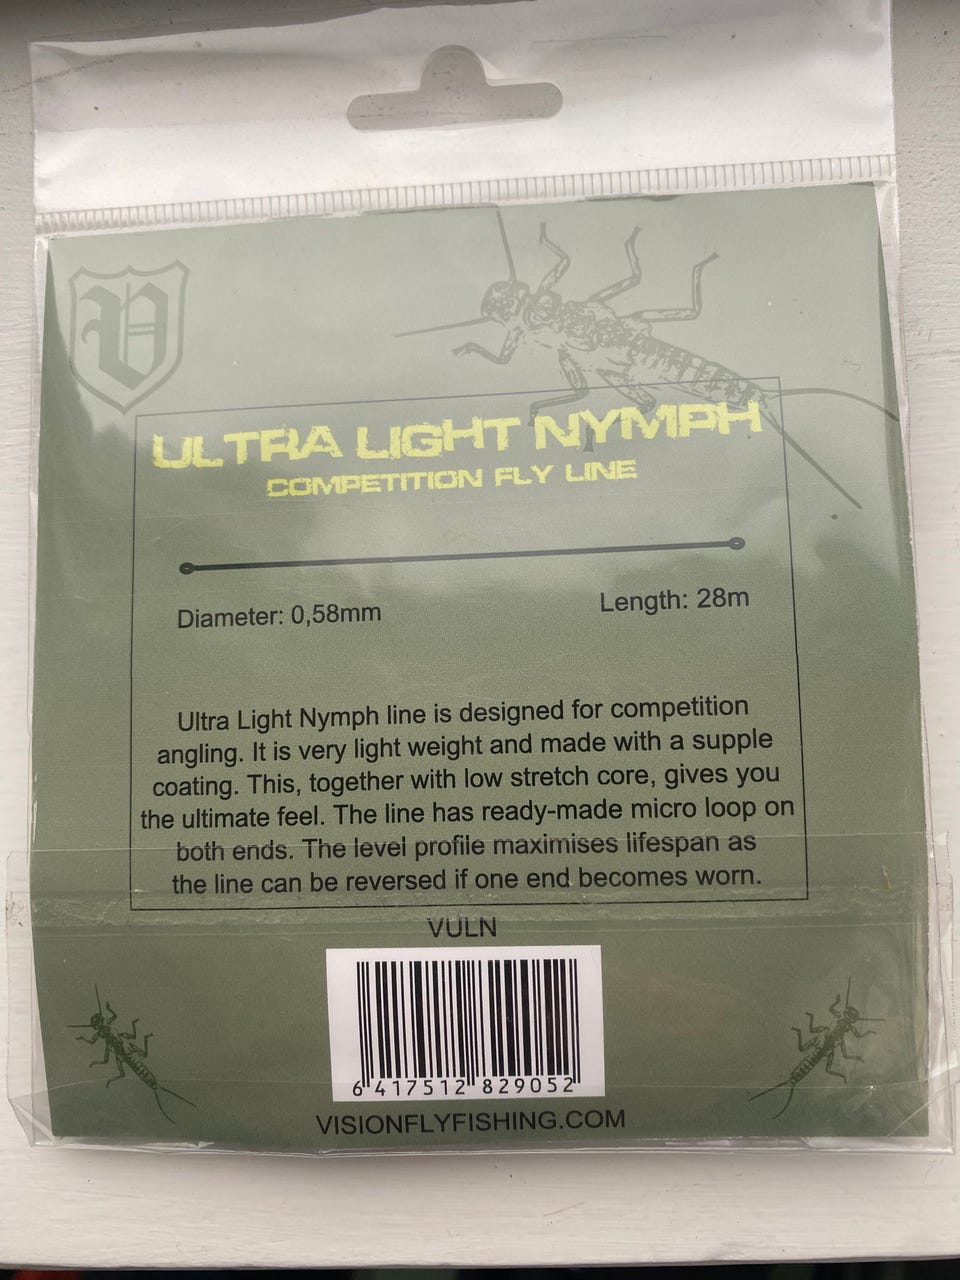 V
ULTRA LIGHT NYMPH
COMPETITION FLY LINE
Diameter: 0,58mm
Length: 28m
Ultra Light Nymph line is designed for competition
angling. It is very light weight and made with a supple
coating. This, together with low stretch core, gives you
the ultimate feel. The line has ready-made micro loop on
both ends. The level profile maximises lifespan as
the line can be reversed if one end becomes worn.
VULN
6 417512 829052
VISIONFLYFISHING.COM